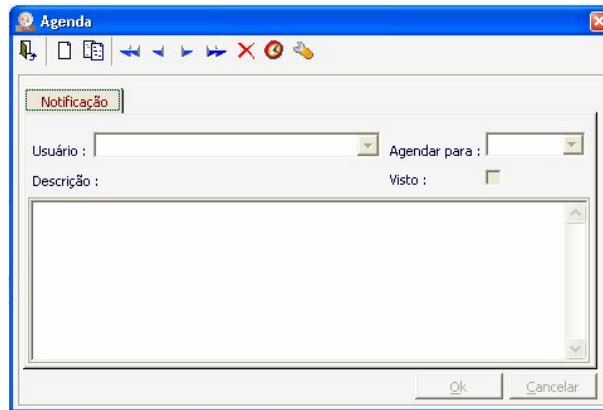 Agenda
Notificação
Usuário : Agendar para :
Descrição : Visto :
Ok Cancelar